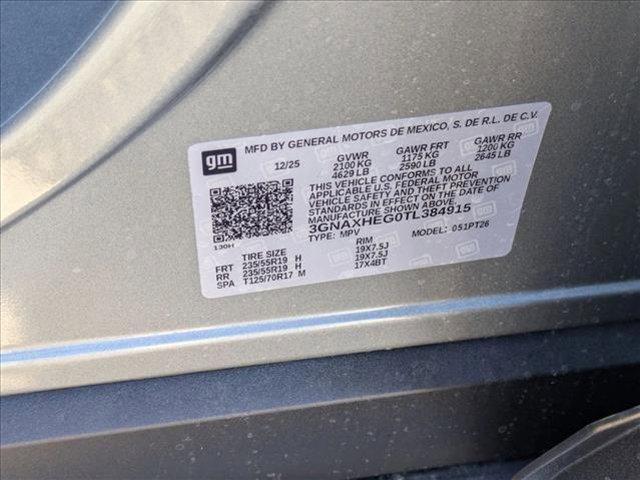 gm
MFD BY GENERAL MOTORS DE MEXICO, S. DE R.L. DE C.V.
12/25 GVWR GAWR FRT GAWR RR
2100 KG 1175 KG 1200 KG
4629 LB 2590 LB 2645 LB
THIS VEHICLE CONFORMS TO ALL
APPLICABLE U.S. FEDERAL MOTOR
VEHICLE SAFETY AND THEFT PREVENTION
STANDARDS IN EFFECT ON THE DATE OF
MANUFACTURE SHOWN ABOVE.
3GNAXHEG0TL384915
TYPE: MPV MODEL: 051PT26
130H
TIRE SIZE RIM
FRT 235/55R19 H 19X7.5J
RR 235/55R19 H 19X7.5J
SPA T125/70R17 M 17X4BT